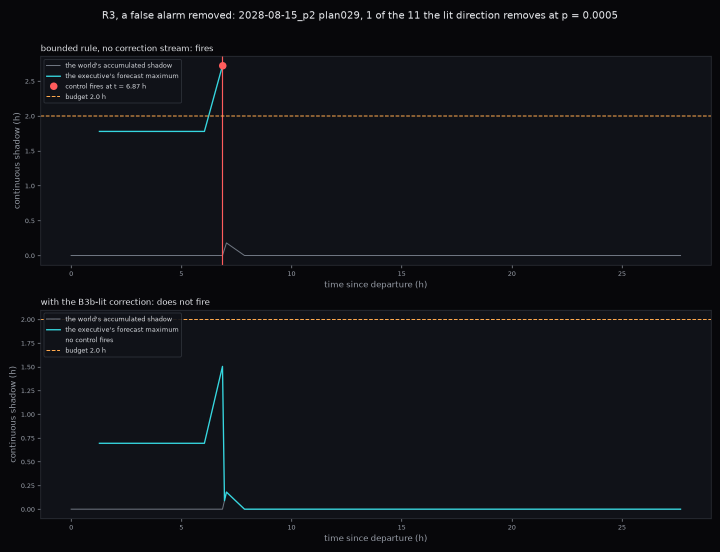 R3, a false alarm removed: 2028-08-15_p2 plan029, 1 of the 11 the lit direction removes at p = 0.0005
bounded rule, no correction stream: fires
the world's accumulated shadow
the executive's forecast maximum
control fires at t = 6.87 h
budget 2.0 h
continuous shadow (h)
2.5
2.0
1.5
1.0
0.5
0.0
0
5
10
15
20
25
time since departure (h)
with the B3b-lit correction: does not fire
the world's accumulated shadow
the executive's forecast maximum
no control fires
budget 2.0 h
continuous shadow (h)
2.00
1.75
1.50
1.25
1.00
0.75
0.50
0.25
0.00
0
5
10
15
20
25
time since departure (h)